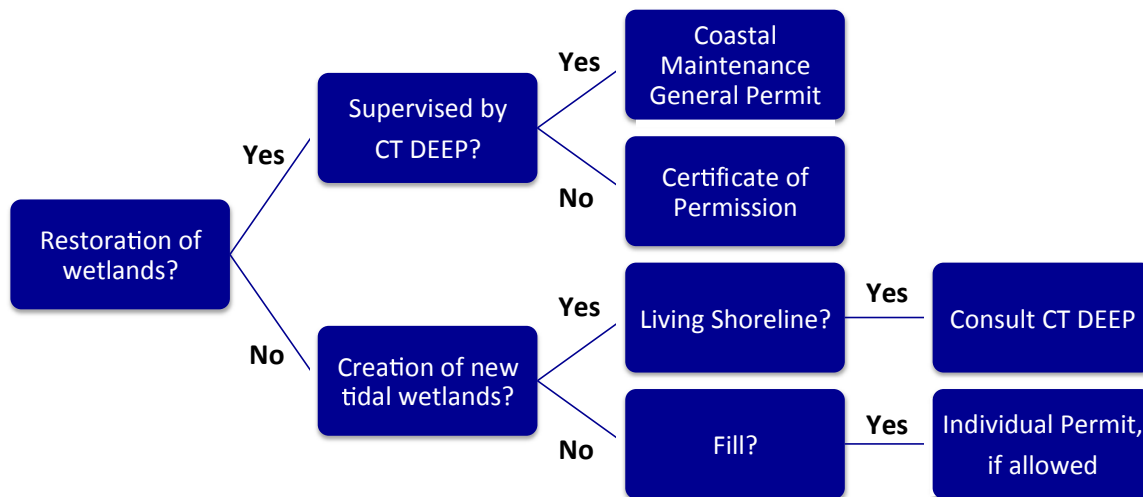 Restoration of
wetlands?
Yes
No
Supervised by
CT DEEP?
Yes
No
Coastal
Maintenance
General Permit
Certificate of
Permission
Creation of new
tidal wetlands?
Yes
No
Living Shoreline?
Yes
Consult CT DEEP
Fill?
Yes
Individual Permit,
if allowed